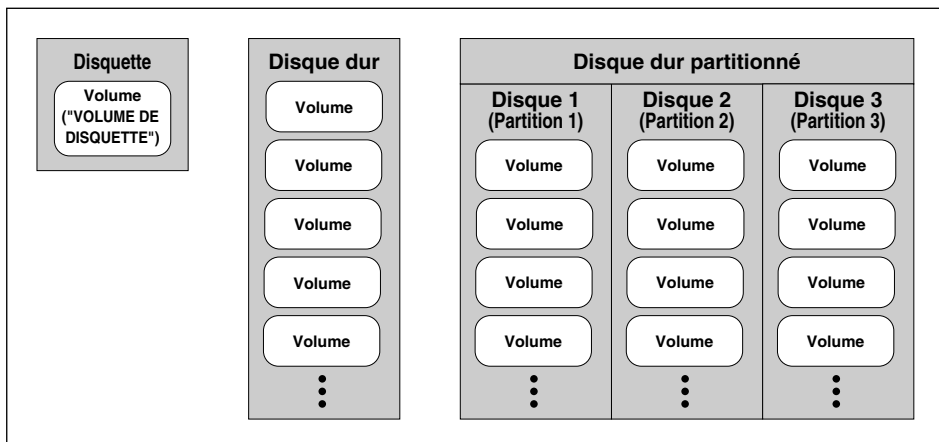 Disquette
Volume
("VOLUME DE
DISQUETTE")
Disque dur
Volume
Volume
Volume
Volume
Volume
Disque dur partitionné
Disque 1
(Partition 1)
Volume
Volume
Volume
Volume
Disque 2
(Partition 2)
Volume
Volume
Volume
Volume
Disque 3
(Partition 3)
Volume
Volume
Volume
Volume